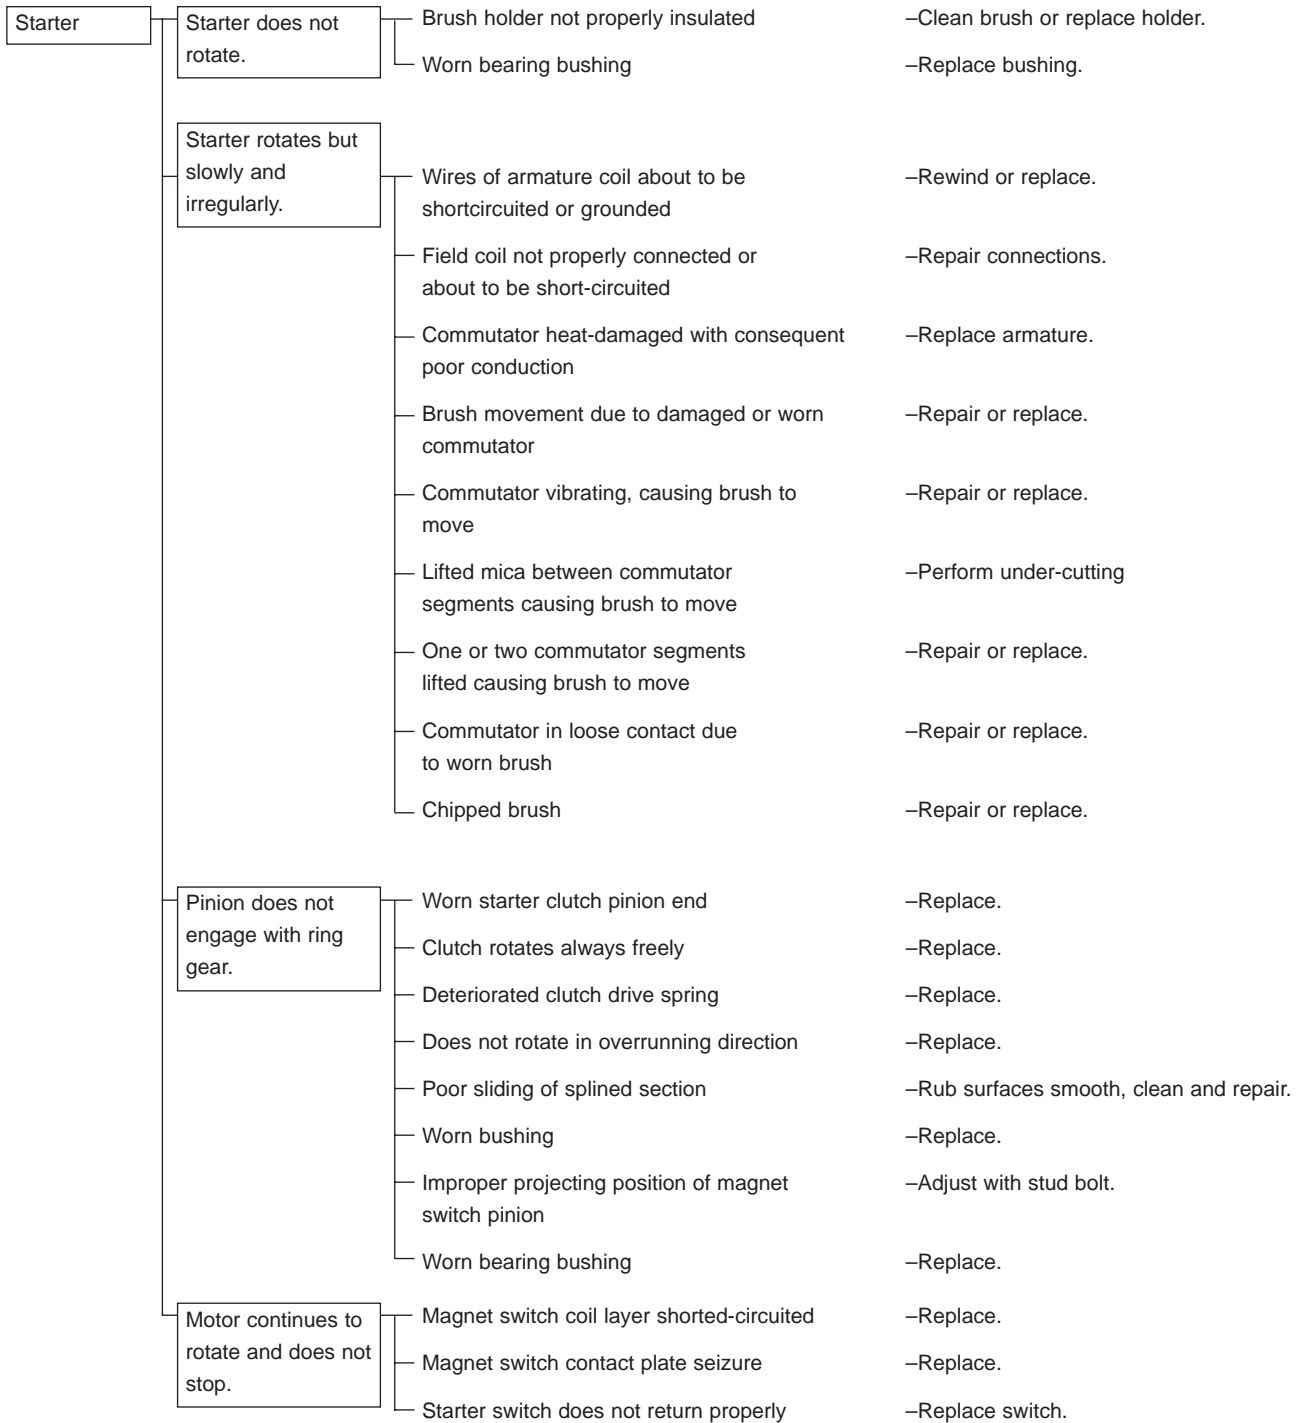 Starter
Starter does not
rotate.
Brush holder not properly insulated
–Clean brush or replace holder.
Worn bearing bushing
–Replace bushing.
Starter rotates but
slowly and
irregularly.
Wires of armature coil about to be
shortcircuited or grounded
–Rewind or replace.
Field coil not properly connected or
about to be short-circuited
–Repair connections.
Commutator heat-damaged with consequent
poor conduction
–Replace armature.
Brush movement due to damaged or worn
commutator
–Repair or replace.
Commutator vibrating, causing brush to
move
–Repair or replace.
Lifted mica between commutator
segments causing brush to move
–Perform under-cutting
One or two commutator segments
lifted causing brush to move
–Repair or replace.
Commutator in loose contact due
to worn brush
–Repair or replace.
Chipped brush
–Repair or replace.
Pinion does not
engage with ring
gear.
Worn starter clutch pinion end
–Replace.
Clutch rotates always freely
–Replace.
Deteriorated clutch drive spring
–Replace.
Does not rotate in overrunning direction
–Replace.
Poor sliding of splined section
–Rub surfaces smooth, clean and repair.
Worn bushing
–Replace.
Improper projecting position of magnet
switch pinion
–Adjust with stud bolt.
Worn bearing bushing
–Replace.
Motor continues to
rotate and does not
stop.
Magnet switch coil layer shorted-circuited
–Replace.
Magnet switch contact plate seizure
–Replace.
Starter switch does not return properly
–Replace switch.